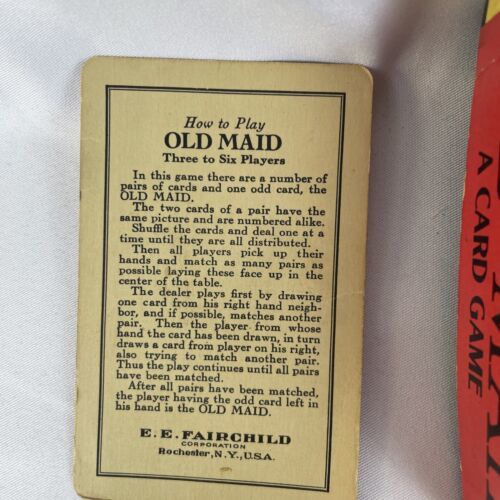 How to Play
OLD MAID
Three to Six Players
In this game there are a number of
pairs of cards and one odd card, the
OLD MAID.
The two cards of a pair have the
same picture and are numbered alike.
Shuffle the cards and deal one at a
time until they are all distributed.
Then all players pick up their
hands and match as many pairs as
possible laying these face up in the
center of the table.
The dealer plays first by drawing
one card from his right hand neigh-
bor, and if possible, matches another
pair. Then the player from whose
hand the card has been drawn, in turn
draws a card from player on his right,
also trying to match another pair.
Thus the play continues until all pairs
have been matched.
After all pairs have been matched,
the player having the odd card left in
his hand is the OLD MAID.
E. E. FAIRCHILD
CORPORATION
Rochester, N.Y., U.S.A.
A CARD GAME